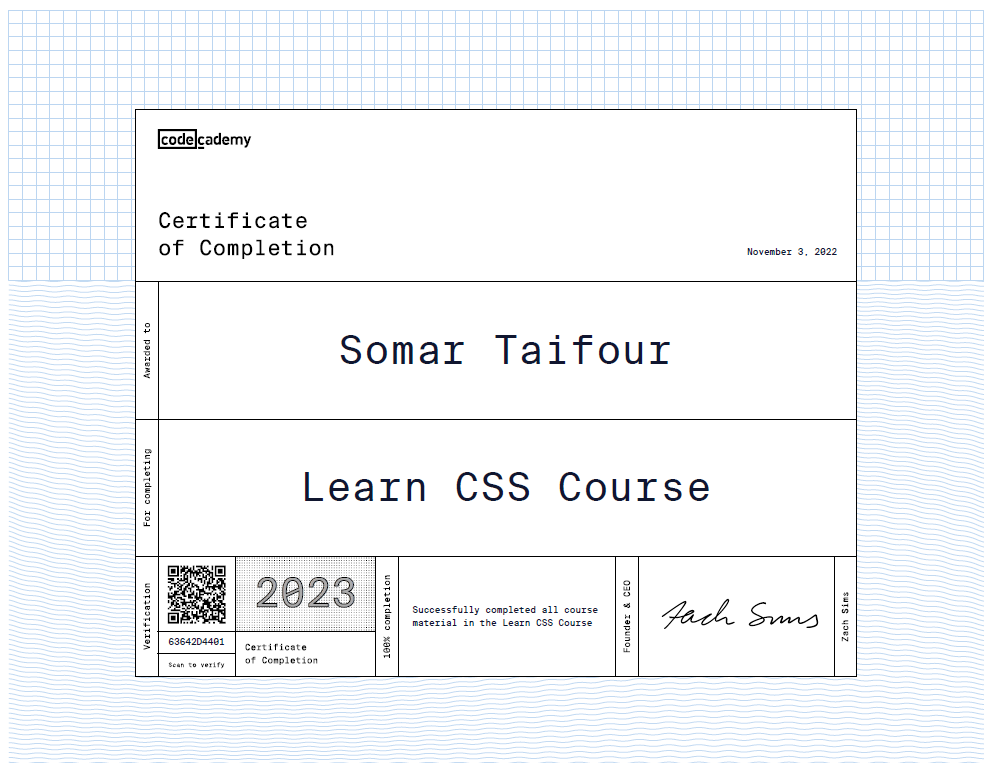 codecademy
Certificate
of Completion
November 3, 2022
Awarded to
Somar Taifour
For completing
Learn CSS Course
Verification
63642D4401
Scan to verify
2023
Certificate
of Completion
100% completion
Successfully completed all course
material in the Learn CSS Course
Founder & CEO
Zach Sims
Zach Sims